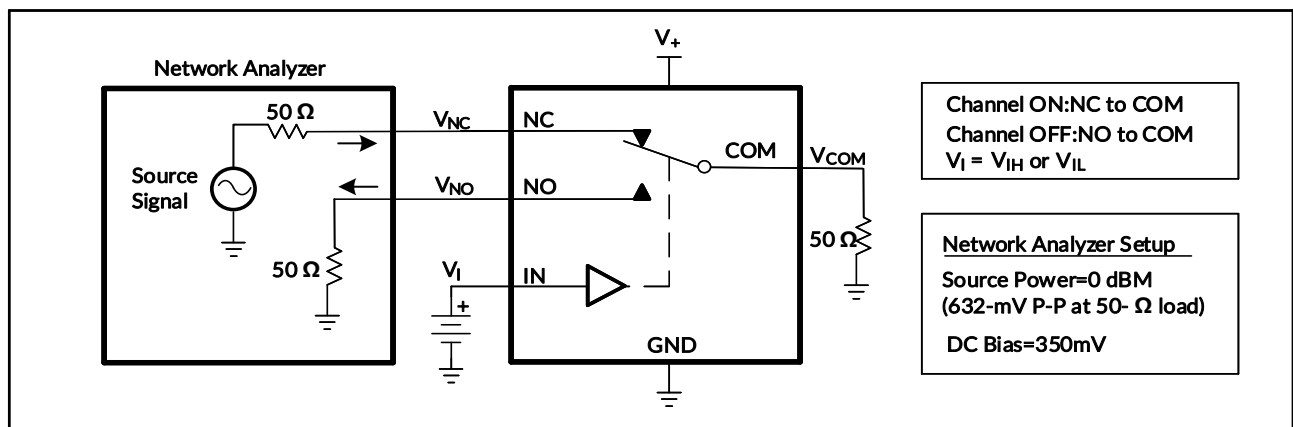 V+
Network Analyzer
50 Ω
VNC
NC
COM
VCOM
Source
Signal
VNO
NO
50 Ω
50 Ω
VI
IN
+
GND
Channel ON:NC to COM
Channel OFF:NO to COM
VI = VIH or VIL
Network Analyzer Setup
Source Power=0 dBM
(632-mV P-P at 50- Ω load)
DC Bias=350mV